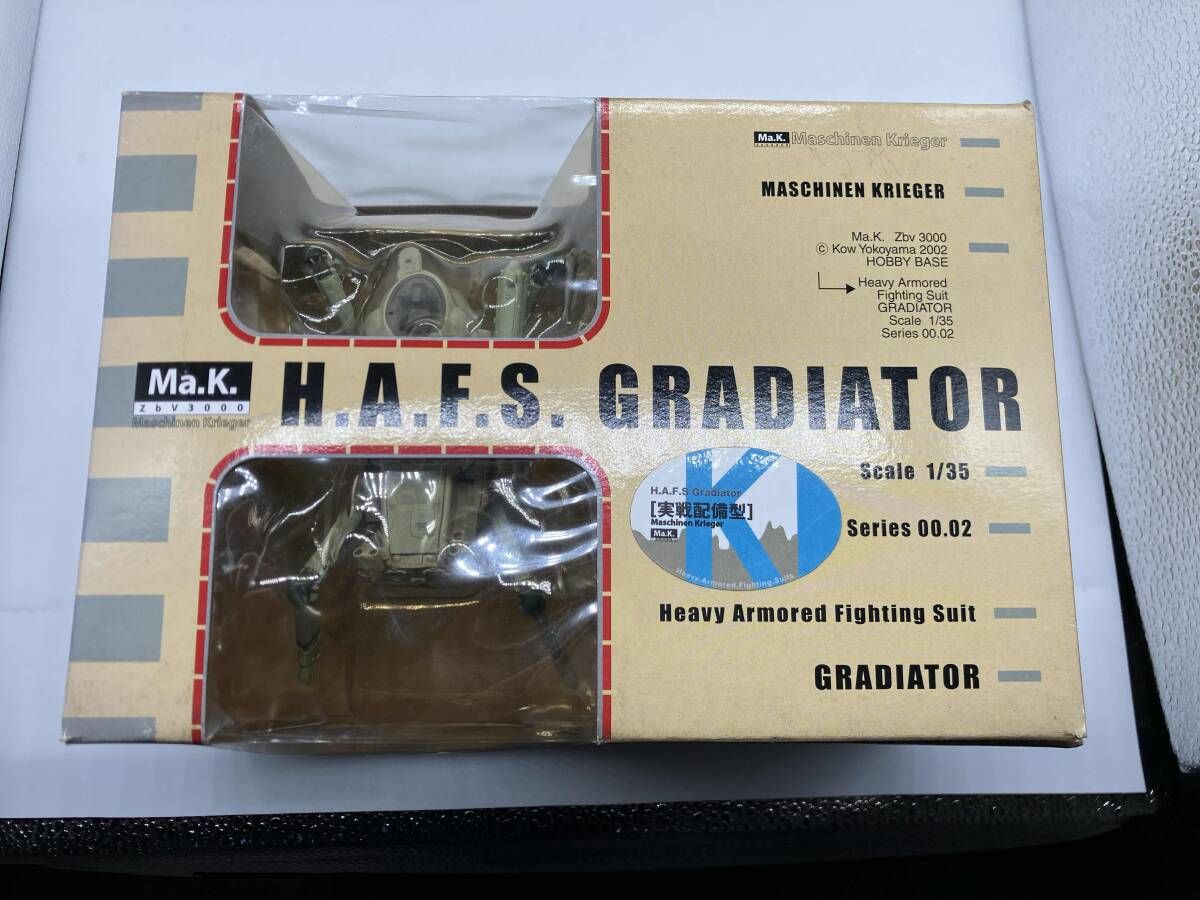 Ma.K. Maschinen Krieger
MASCHINEN KRIEGER
Ma.K. Zbv 3000
© Kow Yokoyama 2002
HOBBY BASE
Heavy Armored
Fighting Suit
GRADIATOR
Scale 1/35
Series 00.02
Ma.K.
ZbV3000
Maschinen Krieger
H.A.F.S. GRADIATOR
Scale 1/35
H.A.F.S Gradiator
[実戦配備型]
Maschinen Krieger
Ma.K.
K1
Heavy.Armored.Fighting.Suits
Series 00.02
Heavy Armored Fighting Suit
GRADIATOR